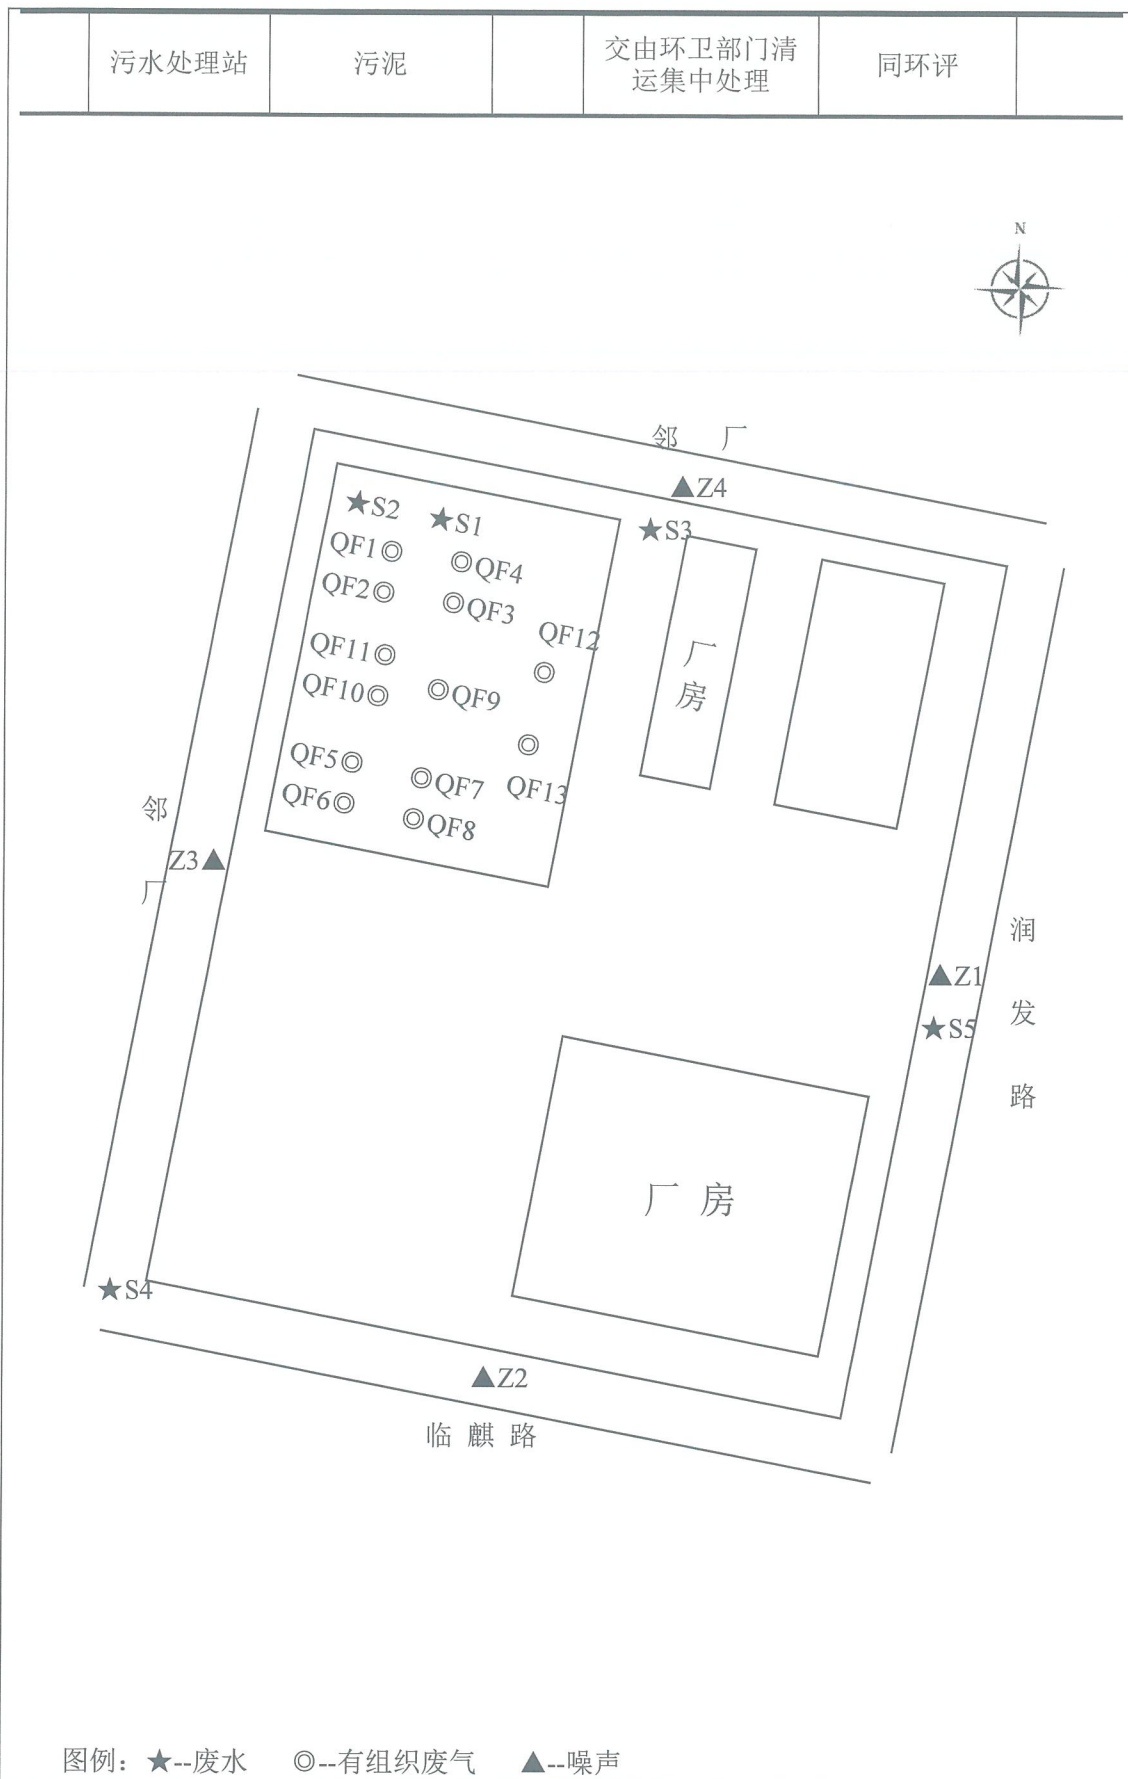 污水处理站 污泥 交由环卫部门清运集中处理 同环评
N
邻 厂
▲Z4
★S2 ★S1 ★S3
QF1◎ ◎QF4
QF2◎ ◎QF3
QF12
QF11◎ ◎
QF10◎ ◎QF9
厂房
QF5◎ ◎
QF6◎ ◎QF7 QF13
◎QF8
邻厂
Z3▲
润发路
▲Z1
★S5
厂 房
★S4
▲Z2
临 麒 路
图例：★--废水 ◎--有组织废气 ▲--噪声